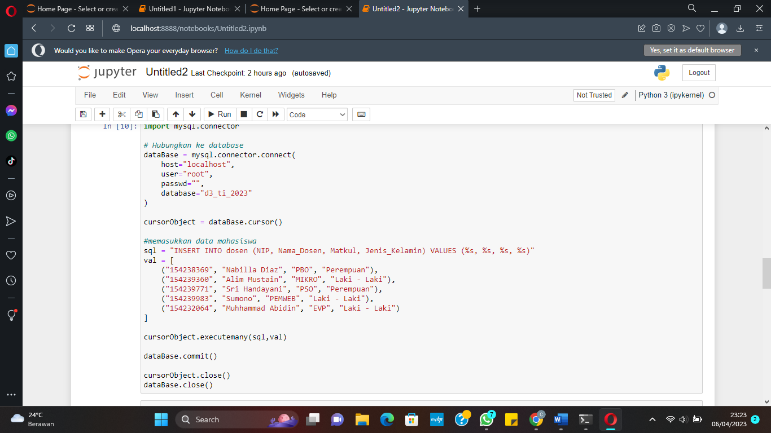 Home Page - Select or crea
Untitled1 - Jupyter Notebo
Home Page - Select or crea
Untitled2 - Jupyter Notebo
localhost:8888/notebooks/Untitled2.ipynb
Would you like to make Opera your everyday browser? How do I do that?
Yes, set it as default browser
jupyter Untitled2 Last Checkpoint: 2 hours ago (autosaved)
Logout
File Edit View Insert Cell Kernel Widgets Help
Not Trusted
Python 3 (ipykernel)
Run
Code
In [10]: import mysql.connector
# Hubungkan ke database
dataBase = mysql.connector.connect(
host="localhost",
user="root",
passwd="",
database="d3_ti_2023"
)
cursorObject = dataBase.cursor()
#memasukkan data mahasiswa
sql = "INSERT INTO dosen (NIP, Nama_Dosen, Matkul, Jenis_Kelamin) VALUES (%s, %s, %s, %s)"
val = [
("154238369", "Nabilla Diaz", "PBO", "Perempuan"),
("154239360", "Alim Mustain", "MIKRO", "Laki - Laki"),
("154239771", "Sri Handayani", "PSO", "Perempuan"),
("154239983", "Sumono", "PEMWEB", "Laki - Laki"),
("154232064", "Muhhammad Abidin", "EVP", "Laki - Laki")
]
cursorObject.executemany(sql,val)
dataBase.commit()
cursorObject.close()
dataBase.close()
24°C
Berawan
Search
23:23
08/04/2023